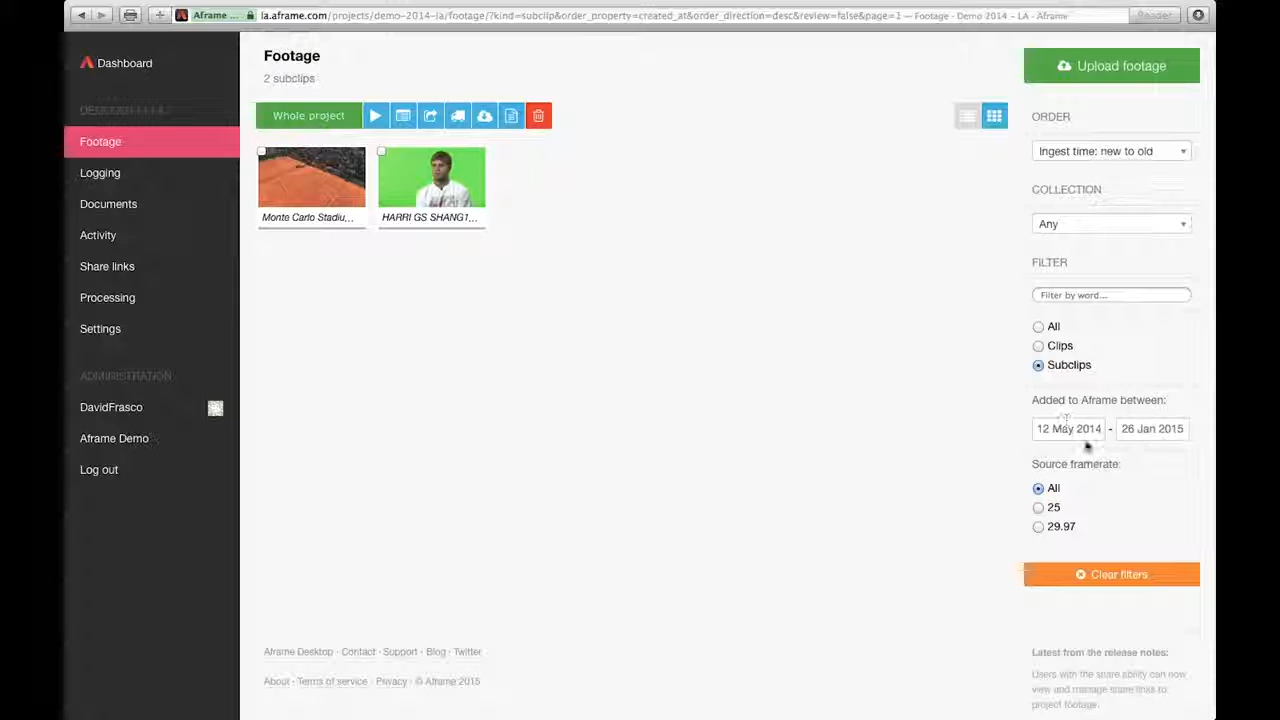 Aframe ...
la.aframe.com/projects/demo-2014-la/footage/?kind=subclip&order_property=created_at&order_direction=desc&review=false&page=1 — Footage - Demo 2014 - LA - Aframe
Reader
Dashboard
Footage
Logging
Documents
Activity
Share links
Processing
Settings
ADMINISTRATION
DavidFrasco
Aframe Demo
Log out
Footage
2 subclips
Whole project
Monte Carlo Stadiu...
HARRI GS SHANG1...
Aframe Desktop · Contact · Support · Blog · Twitter
About · Terms of service · Privacy · © Aframe 2015
Upload footage
ORDER
Ingest time: new to old
COLLECTION
Any
FILTER
Filter by word...
All
Clips
Subclips
Added to Aframe between:
12 May 2014 - 26 Jan 2015
Source framerate:
All
25
29.97
Clear filters
Latest from the release notes:
Users with the share ability can now
view and manage share links to
project footage.